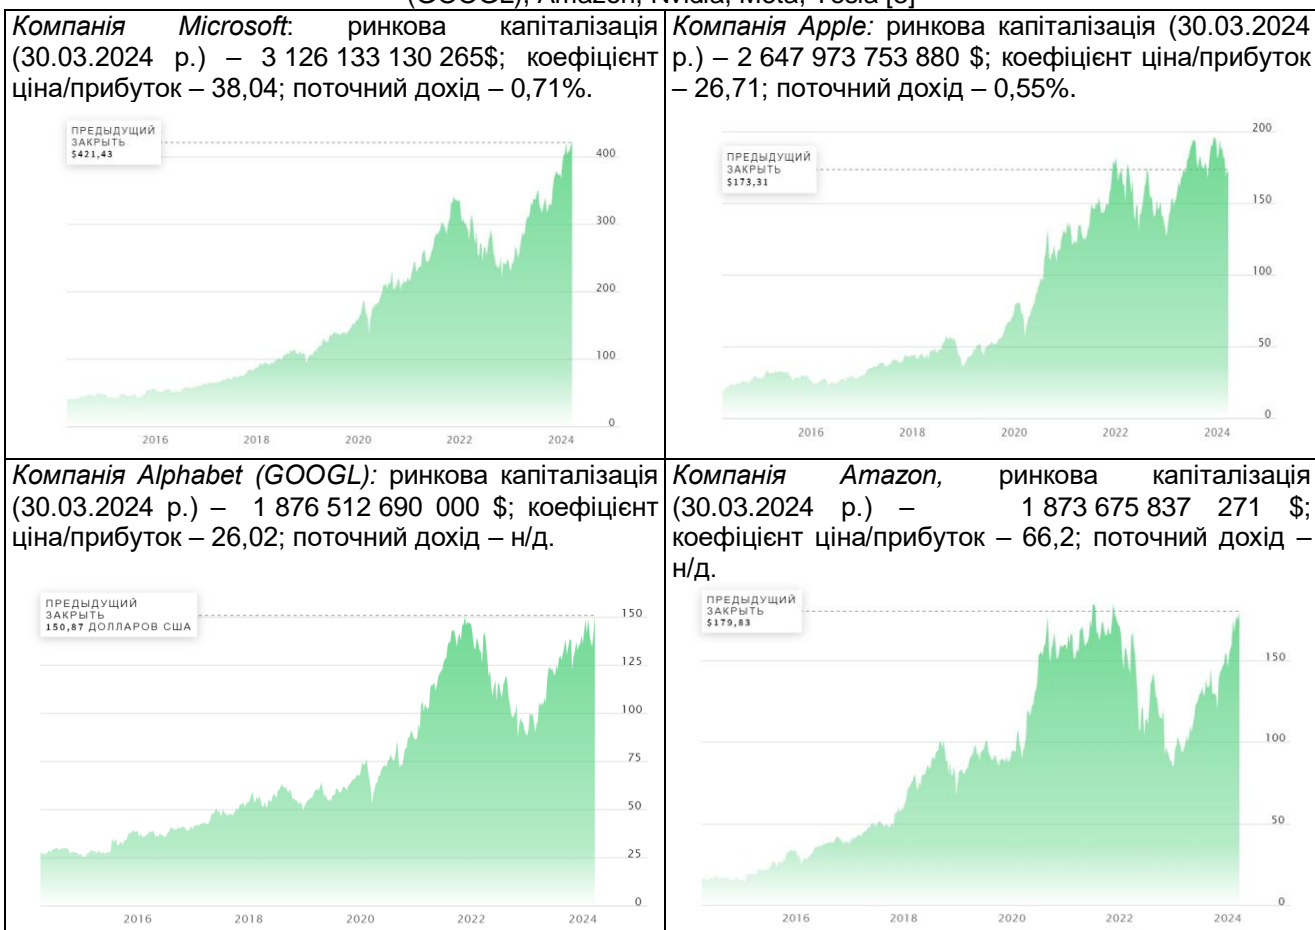 (GOOGL), Amazon, Nvidia, Meta, Tesla
Компанія Microsoft: ринкова капіталізація
(30.03.2024 р.) – 3 126 133 130 265$; коефіцієнт
ціна/прибуток – 38,04; поточний дохід – 0,71%.
ПРЕДЫДУЩИЙ
ЗАКРЫТЬ
$421,43
400
300
200
100
0
2016 2018 2020 2022 2024
Компанія Apple: ринкова капіталізація (30.03.2024
р.) – 2 647 973 753 880 $; коефіцієнт ціна/прибуток
– 26,71; поточний дохід – 0,55%.
200
ПРЕДЫДУЩИЙ
ЗАКРЫТЬ
$173,31
150
100
50
0
2016 2018 2020 2022 2024
Компанія Alphabet (GOOGL): ринкова капіталізація
(30.03.2024 р.) – 1 876 512 690 000 $; коефіцієнт
ціна/прибуток – 26,02; поточний дохід – н/д.
ПРЕДЫДУЩИЙ
ЗАКРЫТЬ
150,87 ДОЛЛАРОВ США
150
125
100
75
50
25
0
2016 2018 2020 2022 2024
Компанія Amazon, ринкова капіталізація
(30.03.2024 р.) – 1 873 675 837 271 $;
коефіцієнт ціна/прибуток – 66,2; поточний дохід –
н/д.
ПРЕДЫДУЩИЙ
ЗАКРЫТЬ
$179,83
150
100
50
0
2016 2018 2020 2022 2024